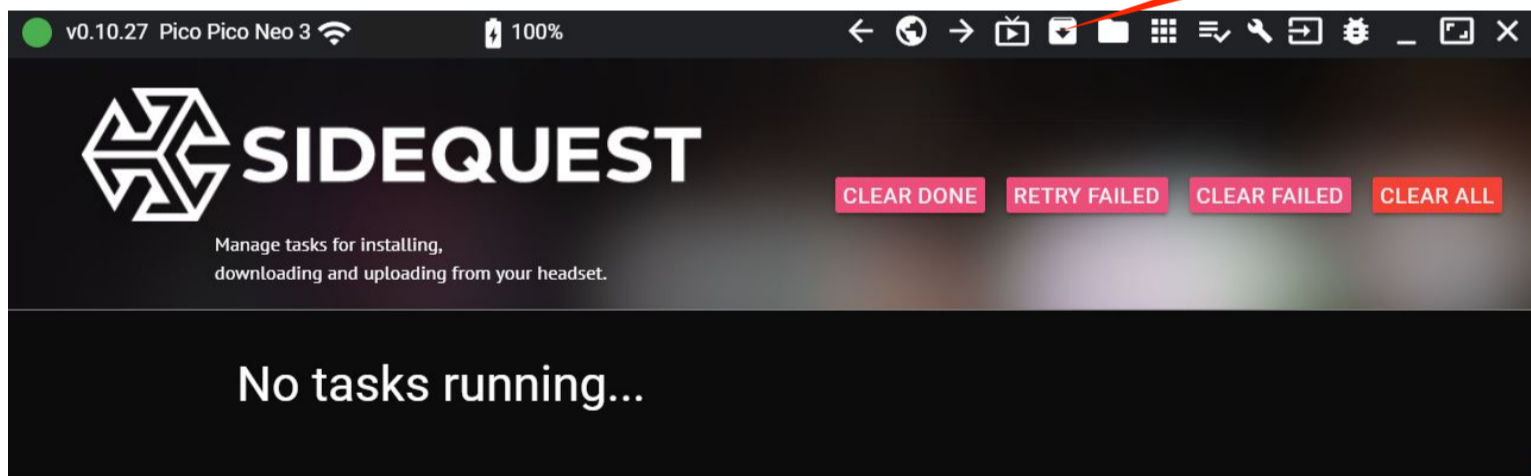 v0.10.27 Pico Pico Neo 3 100%
SIDEQUEST
CLEAR DONE RETRY FAILED CLEAR FAILED CLEAR ALL
Manage tasks for installing,
downloading and uploading from your headset.
No tasks running...